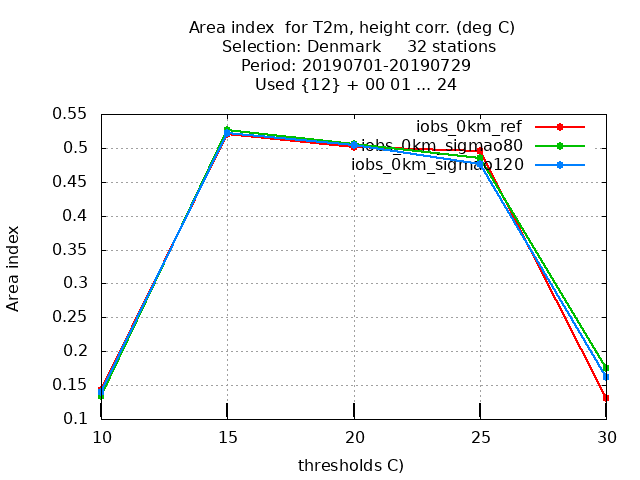 Area index  for T2m, height corr. (deg C)
Selection: Denmark     32 stations
Period: 20190701-20190729
Used {12} + 00 01 ... 24
iobs_0km_ref
iobs_0km_sigmao80
iobs_0km_sigmao120
0.55
0.5
0.45
0.4
0.35
0.3
0.25
0.2
0.15
0.1
Area index
10 15 20 25 30
thresholds C)